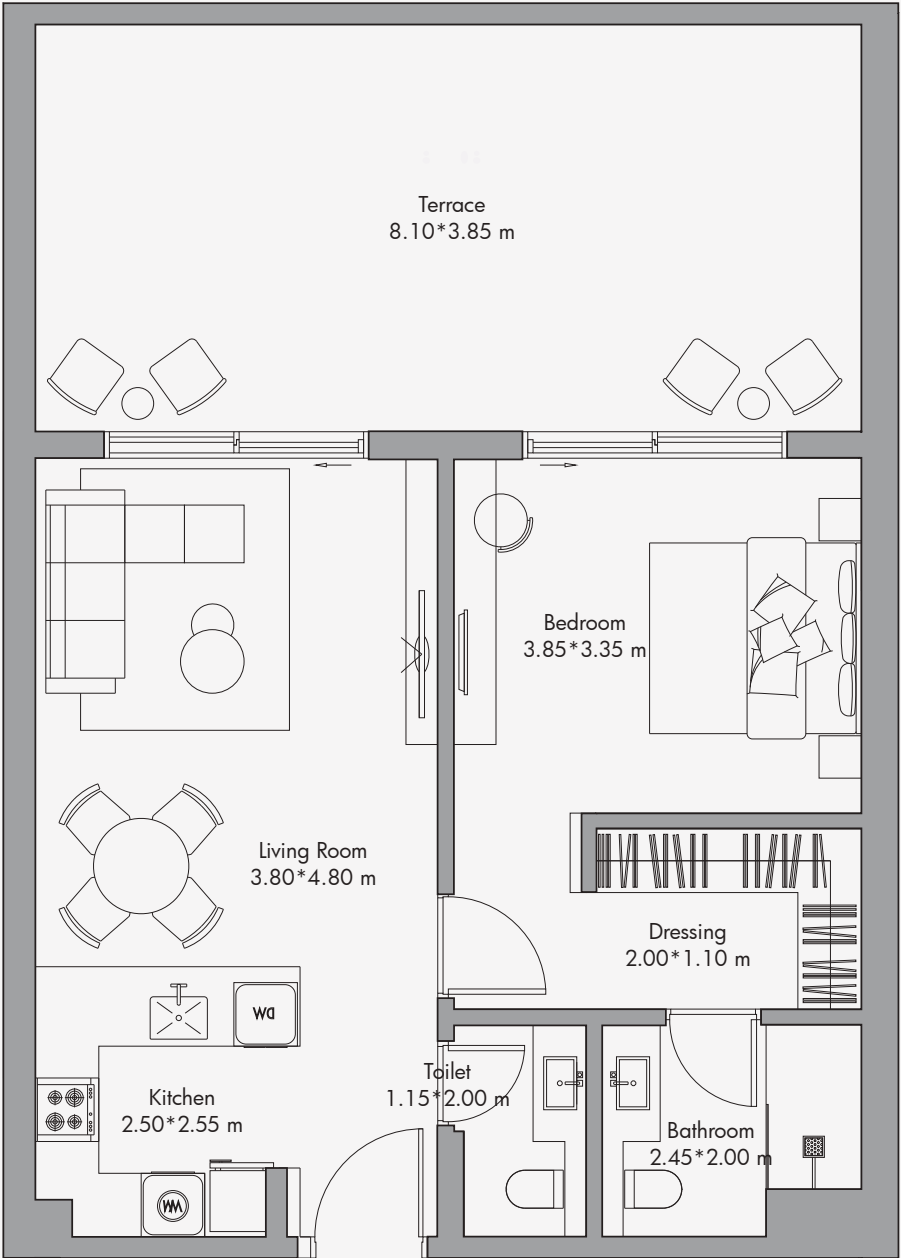 Terrace
8.10*3.85 m
Bedroom
3.85*3.35 m
Living Room
3.80*4.80 m
Dressing
2.00*1.10 m
DW
Toilet
1.15*2.00 m
Kitchen
2.50*2.55 m
Bathroom
2.45*2.00 m
WM